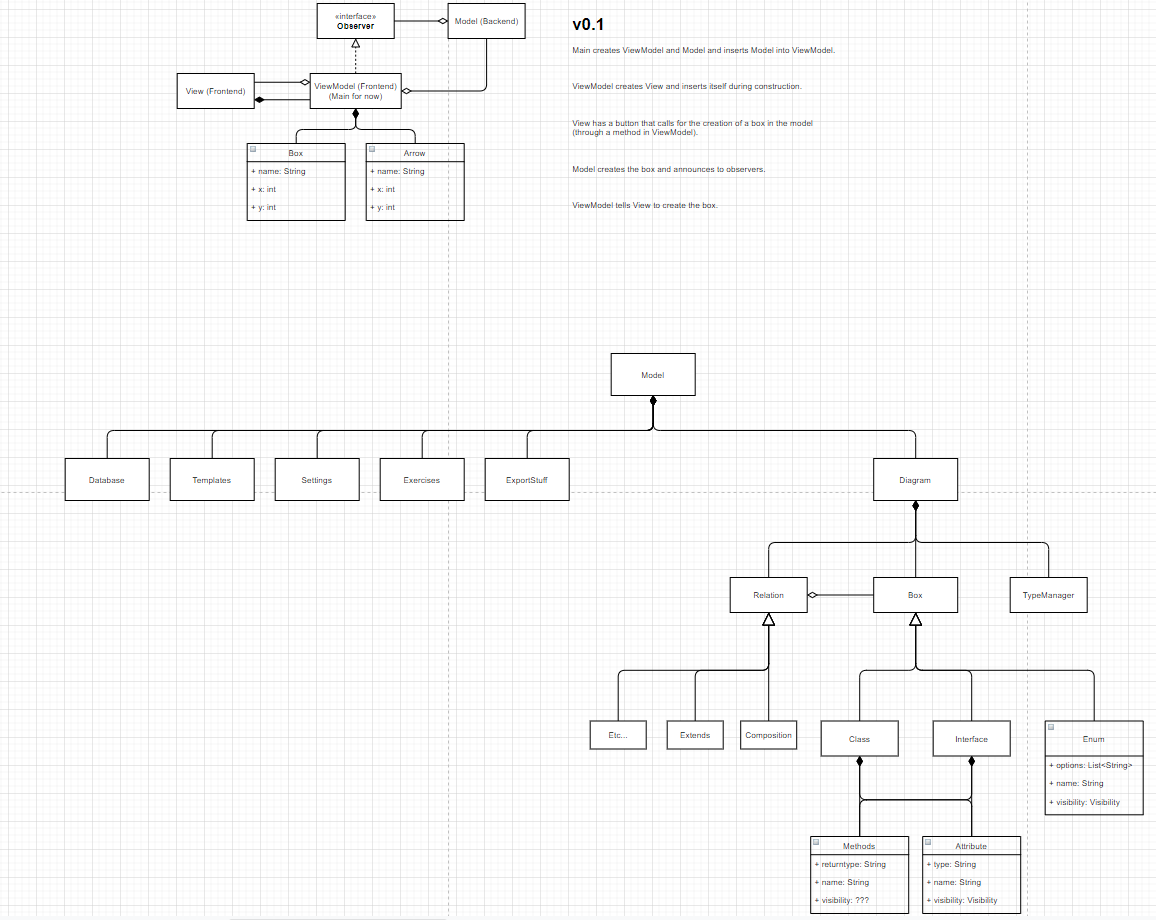 «interface»
Observer
Model (Backend)
v0.1
Main creates ViewModel and Model and inserts Model into ViewModel.
View (Frontend)
ViewModel (Frontend)
(Main for now)
ViewModel creates View and inserts itself during construction.
View has a button that calls for the creation of a box in the model
(through a method in ViewModel).
Box
+ name: String
+ x: int
+ y: int
Arrow
+ name: String
+ x: int
+ y: int
Model creates the box and announces to observers.
ViewModel tells View to create the box.
Model
Database
Templates
Settings
Exercises
ExportStuff
Diagram
Relation
Box
TypeManager
Etc...
Extends
Composition
Class
Interface
Enum
+ options: List<String>
+ name: String
+ visibility: Visibility
Methods
+ returntype: String
+ name: String
+ visibility: ???
Attribute
+ type: String
+ name: String
+ visibility: Visibility